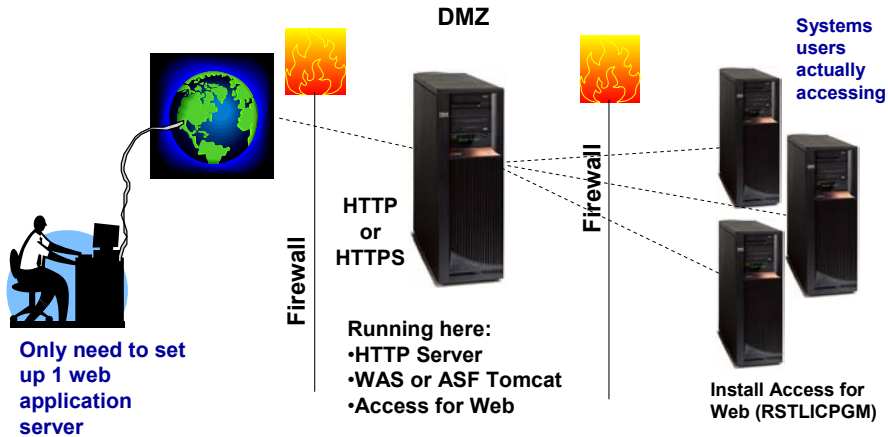 DMZ
Systems
users
actually
accessing
Firewall
HTTP
or
HTTPS
Firewall
Only need to set
up 1 web
application
server
Running here:
•HTTP Server
•WAS or ASF Tomcat
•Access for Web
Install Access for
Web (RSTLICPGM)